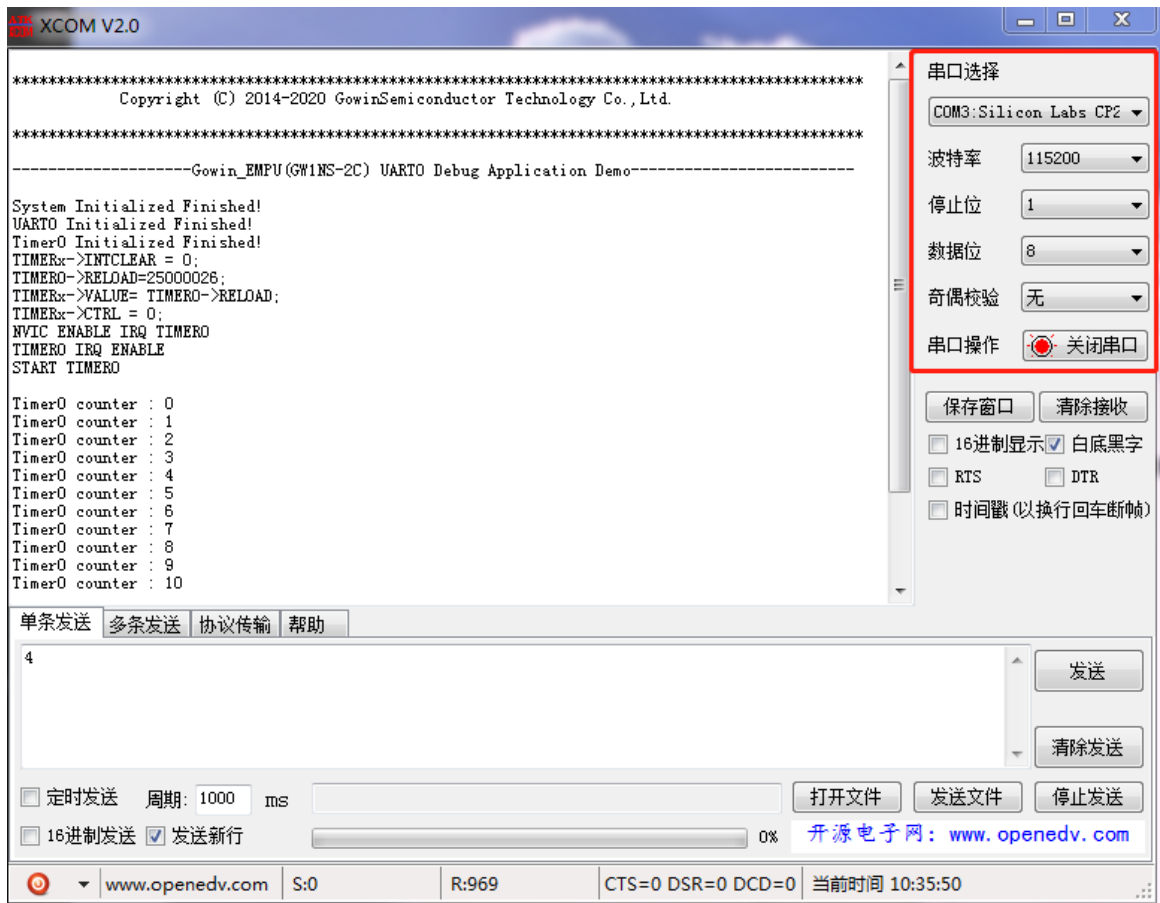 XCOM V2.0
*******************************************************************************************
Copyright (C) 2014-2020 GowinSemiconductor Technology Co.,Ltd.
*******************************************************************************************
--------------------Gowin_EMPU(GW1NS-2C) UART0 Debug Application Demo-------------------------
System Initialized Finished!
UART0 Initialized Finished!
Timer0 Initialized Finished!
TIMERx->INTCLEAR = 0;
TIMER0->RELOAD=25000026;
TIMERx->VALUE= TIMER0->RELOAD;
TIMERx->CTRL = 0;
NVIC ENABLE IRQ TIMER0
TIMER0 IRQ ENABLE
START TIMER0
Timer0 counter : 0
Timer0 counter : 1
Timer0 counter : 2
Timer0 counter : 3
Timer0 counter : 4
Timer0 counter : 5
Timer0 counter : 6
Timer0 counter : 7
Timer0 counter : 8
Timer0 counter : 9
Timer0 counter : 10
串口选择
COM3:Silicon Labs CP2
波特率 115200
停止位 1
数据位 8
奇偶校验 无
串口操作 关闭串口
保存窗口 清除接收
16进制显示 白底黑字
RTS DTR
时间戳(以换行回车断帧)
单条发送 多条发送 协议传输 帮助
4
发送
清除发送
定时发送 周期: 1000 ms 打开文件 发送文件 停止发送
16进制发送 发送新行 0% 开源电子网: www.openedv.com
www.openedv.com S:0 R:969 CTS=0 DSR=0 DCD=0 当前时间 10:35:50